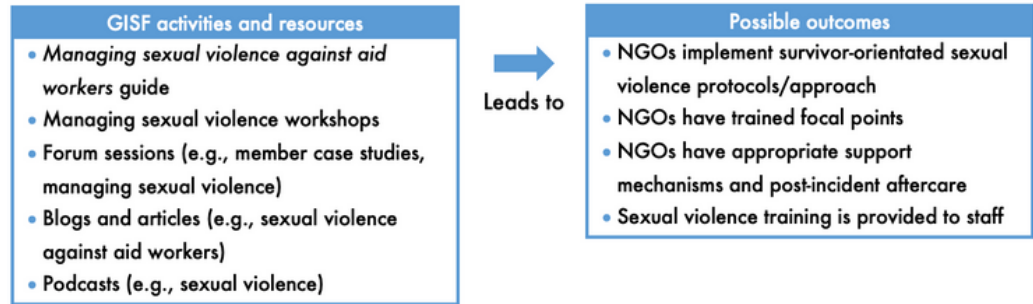 GISF activities and resources
• Managing sexual violence against aid
workers guide
• Managing sexual violence workshops
• Forum sessions (e.g., member case studies,
managing sexual violence)
• Blogs and articles (e.g., sexual violence
against aid workers)
• Podcasts (e.g., sexual violence)
Leads to
Possible outcomes
• NGOs implement survivor-orientated sexual
violence protocols/approach
• NGOs have trained focal points
• NGOs have appropriate support
mechanisms and post-incident aftercare
• Sexual violence training is provided to staff